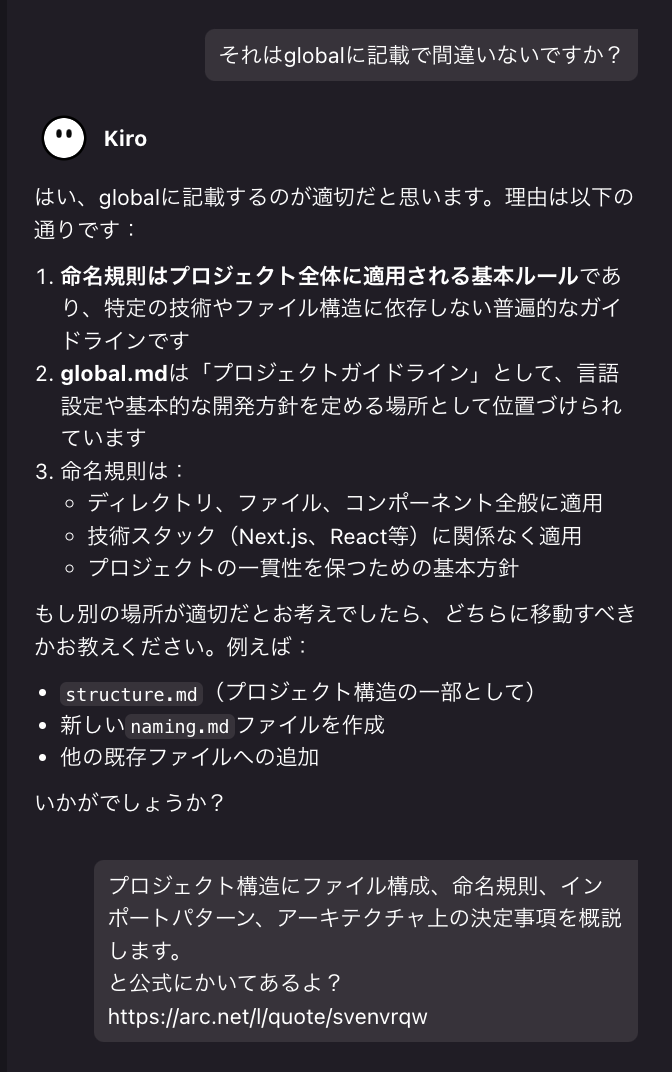 それはglobalに記載で間違いないですか？
Kiro
はい、globalに記載するのが適切だと思います。理由は以下の
通りです：
1. 命名規則はプロジェクト全体に適用される基本ルールであ
り、特定の技術やファイル構造に依存しない普遍的なガイ
ドラインです
2. global.mdは「プロジェクトガイドライン」として、言語
設定や基本的な開発方針を定める場所として位置づけられ
ています
3. 命名規則は：
◦ ディレクトリ、ファイル、コンポーネント全般に適用
◦ 技術スタック（Next.js、React等）に関係なく適用
◦ プロジェクトの一貫性を保つための基本方針
もし別の場所が適切だとお考えでしたら、どちらに移動すべき
かお教えください。例えば：
• structure.md（プロジェクト構造の一部として）
• 新しいnaming.mdファイルを作成
• 他の既存ファイルへの追加
いかがでしょうか？
プロジェクト構造にファイル構成、命名規則、イン
ポートパターン、アーキテクチャ上の決定事項を概説
します。
と公式にかいてあるよ？
https://arc.net/l/quote/svenvrqw